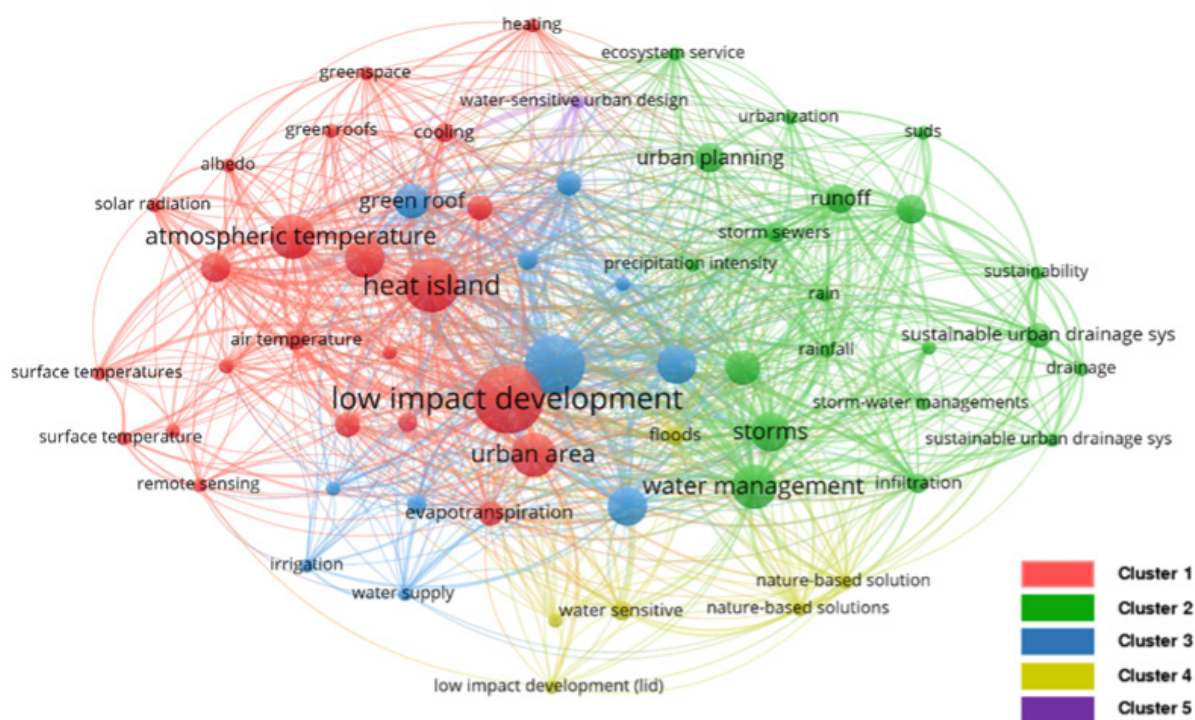 heating
ecosystem service
greenspace
water-sensitive urban design
urbanization
green roofs
cooling
suds
urban planning
albedo
runoff
green roof
solar radiation
storm sewers
atmospheric temperature
precipitation intensity
sustainability
heat island
rain
sustainable urban drainage sys
air temperature
rainfall
drainage
surface temperatures
low impact development
storm-water managements
storms
floods
surface temperature
sustainable urban drainage sys
urban area
remote sensing
water management
infiltration
evapotranspiration
irrigation
nature-based solution
water supply
water sensitive
nature-based solutions
low impact development (lid)
Cluster 1
Cluster 2
Cluster 3
Cluster 4
Cluster 5